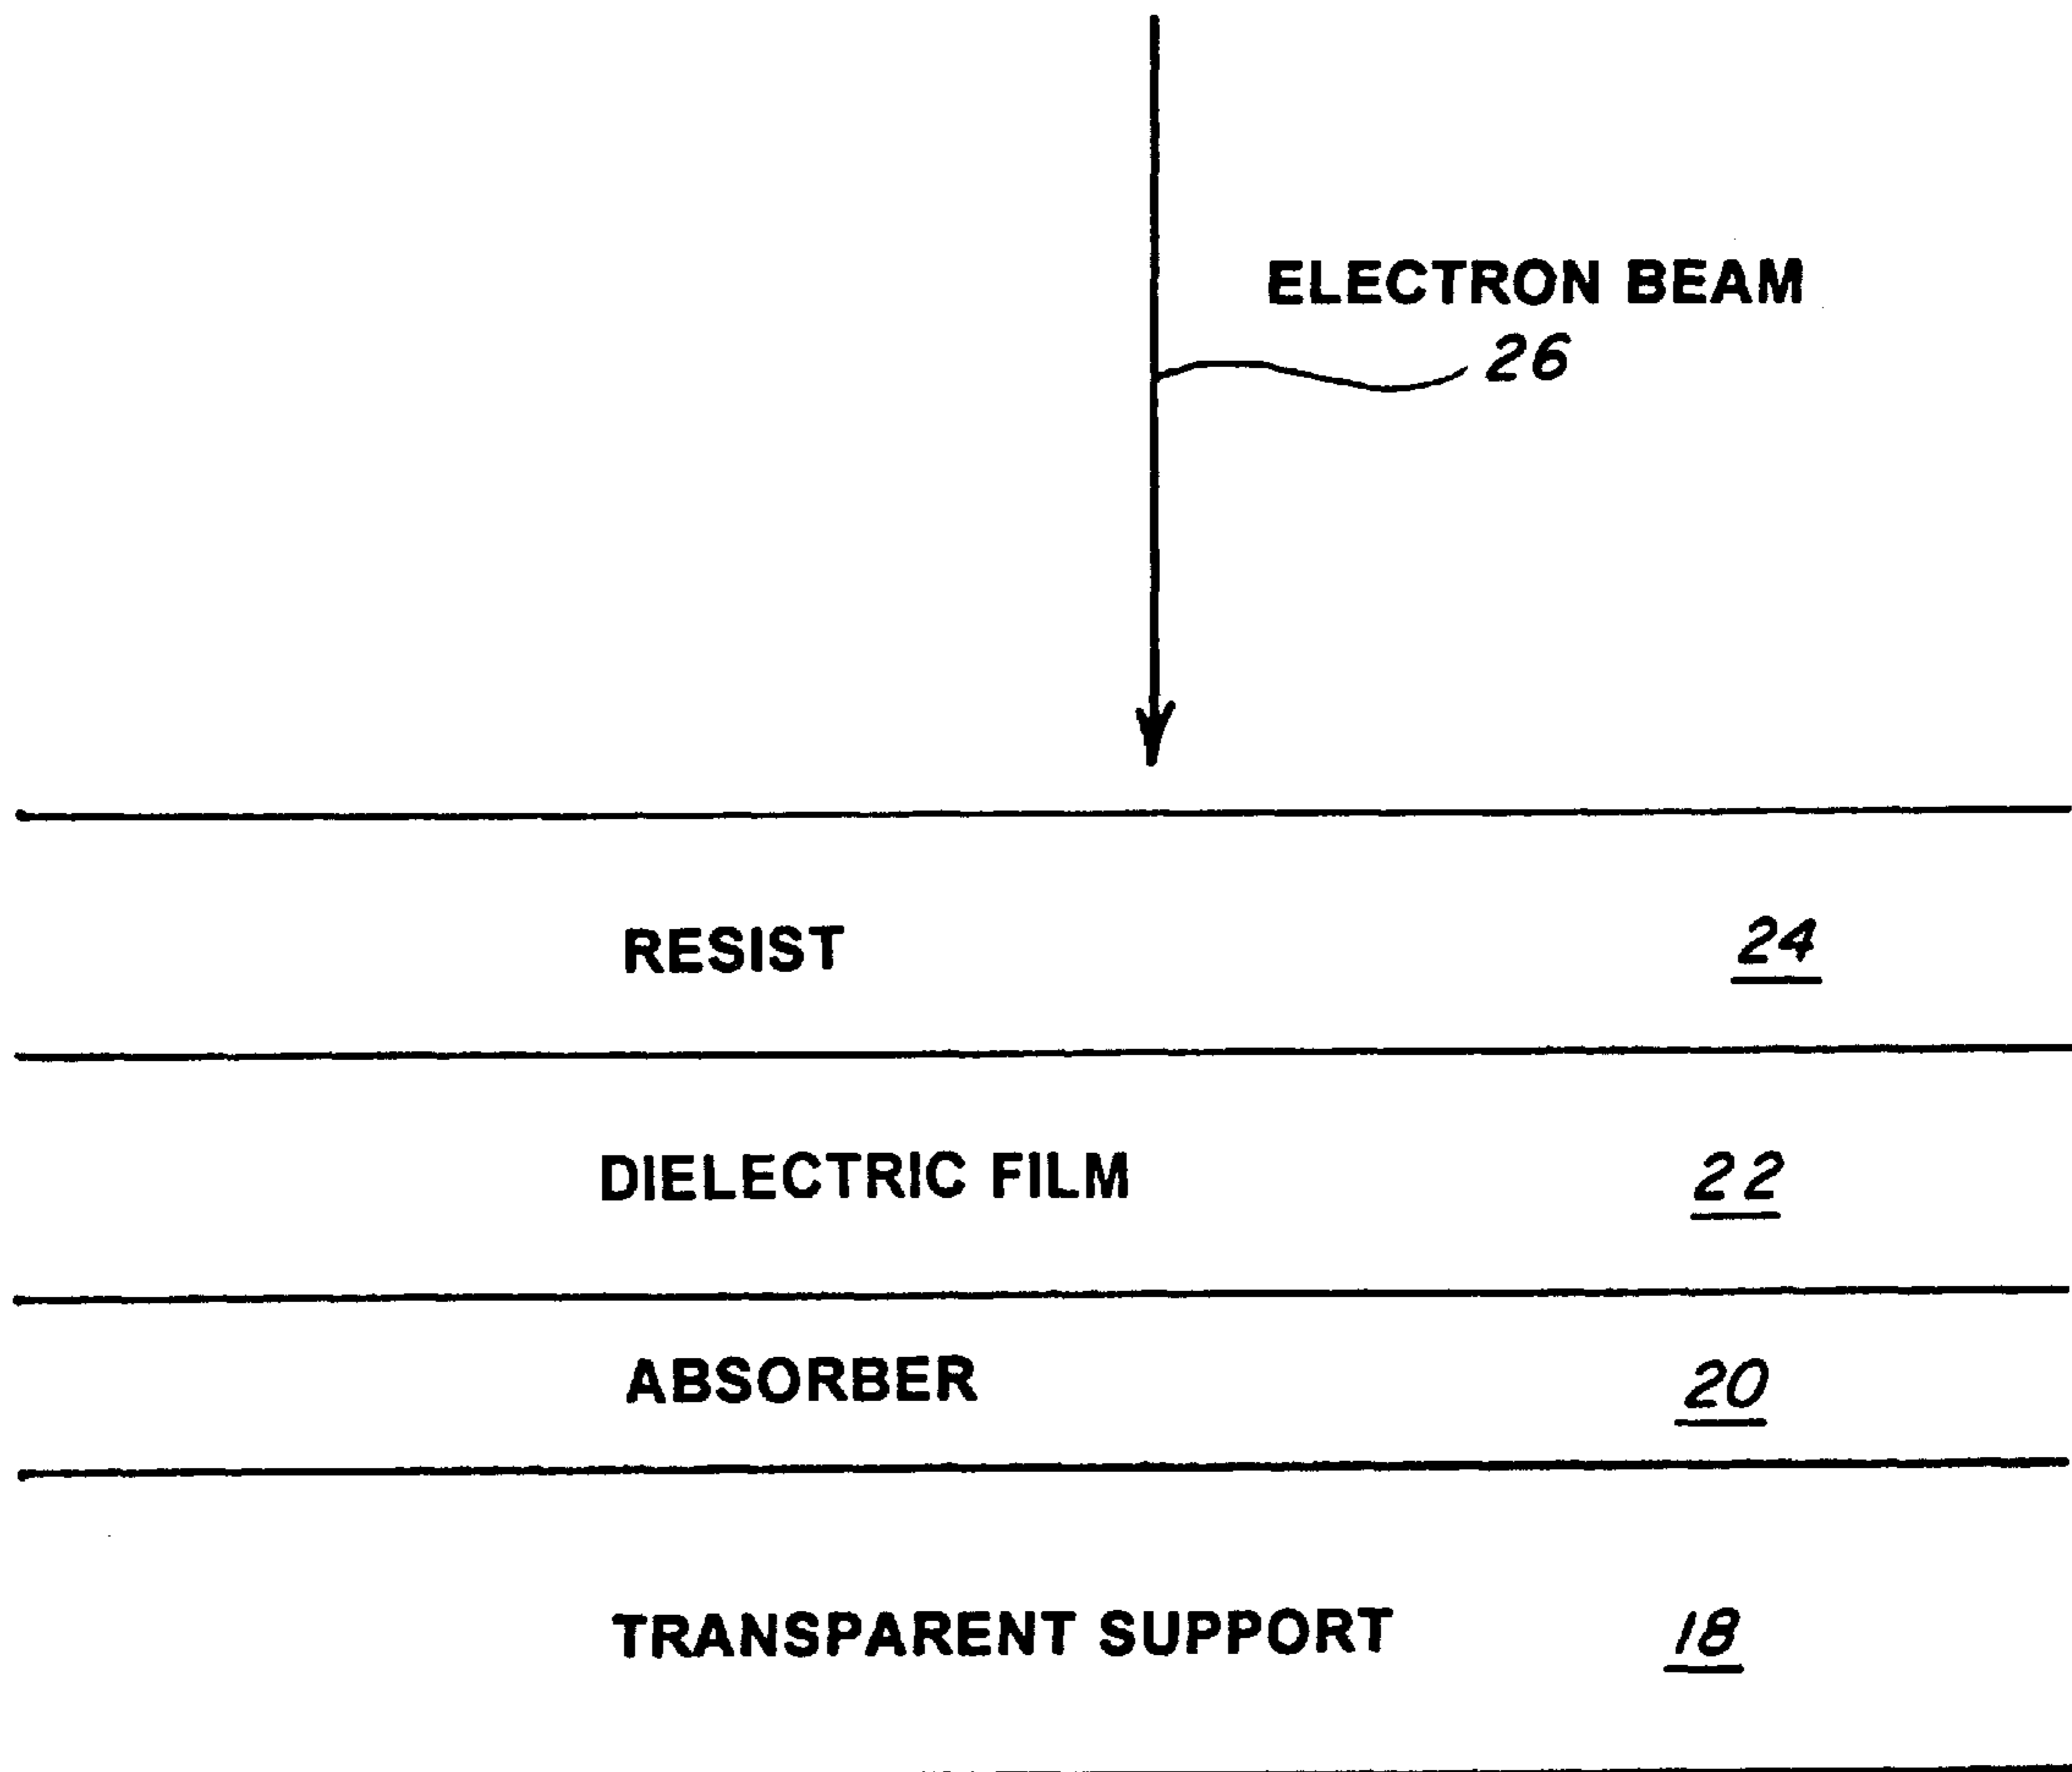 ELECTRON BEAM
26
RESIST 24
DIELECTRIC FILM 22
ABSORBER 20
TRANSPARENT SUPPORT 18